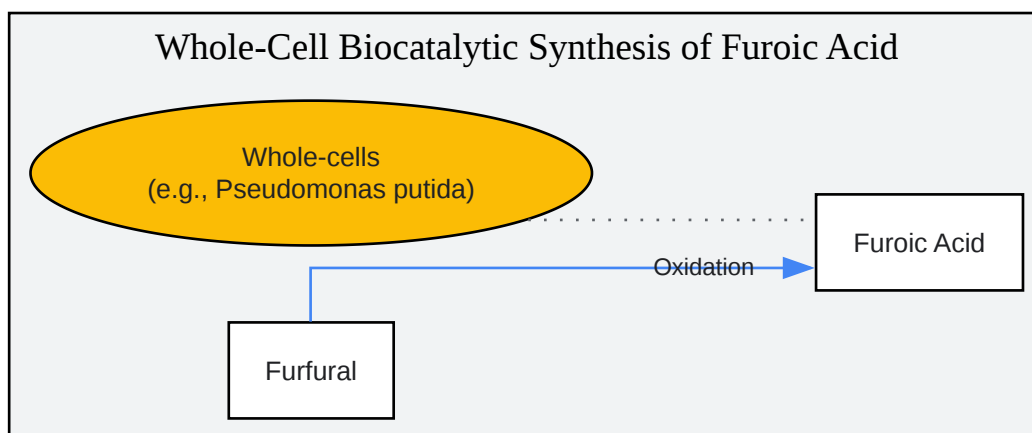 Whole-Cell Biocatalytic Synthesis of Furoic Acid
Whole-cells
(e.g., Pseudomonas putida)
Furoic Acid
Oxidation
Furfural